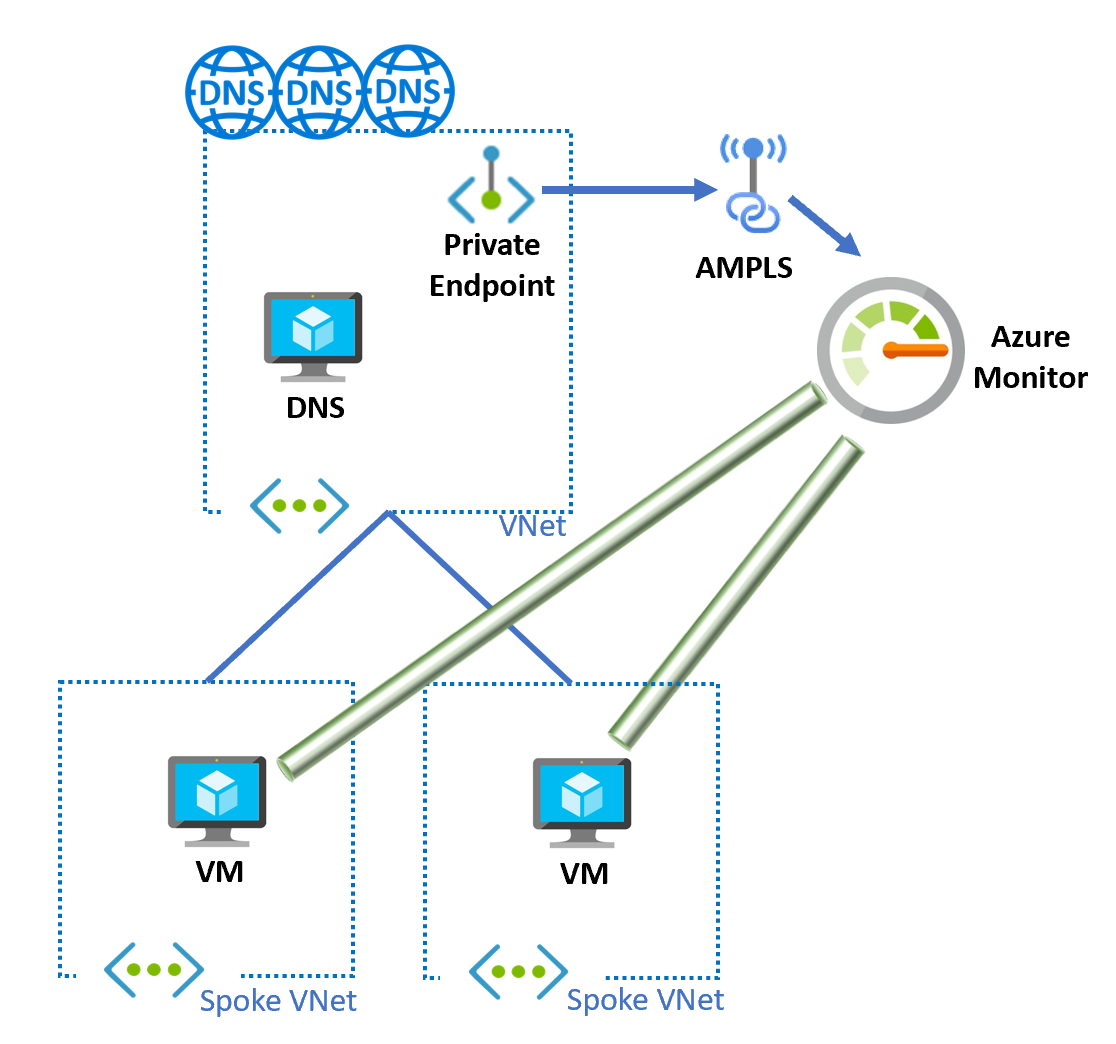 DNS DNS DNS
Private
Endpoint
AMPLS
Azure
Monitor
DNS
VNet
VM
VM
Spoke VNet
Spoke VNet